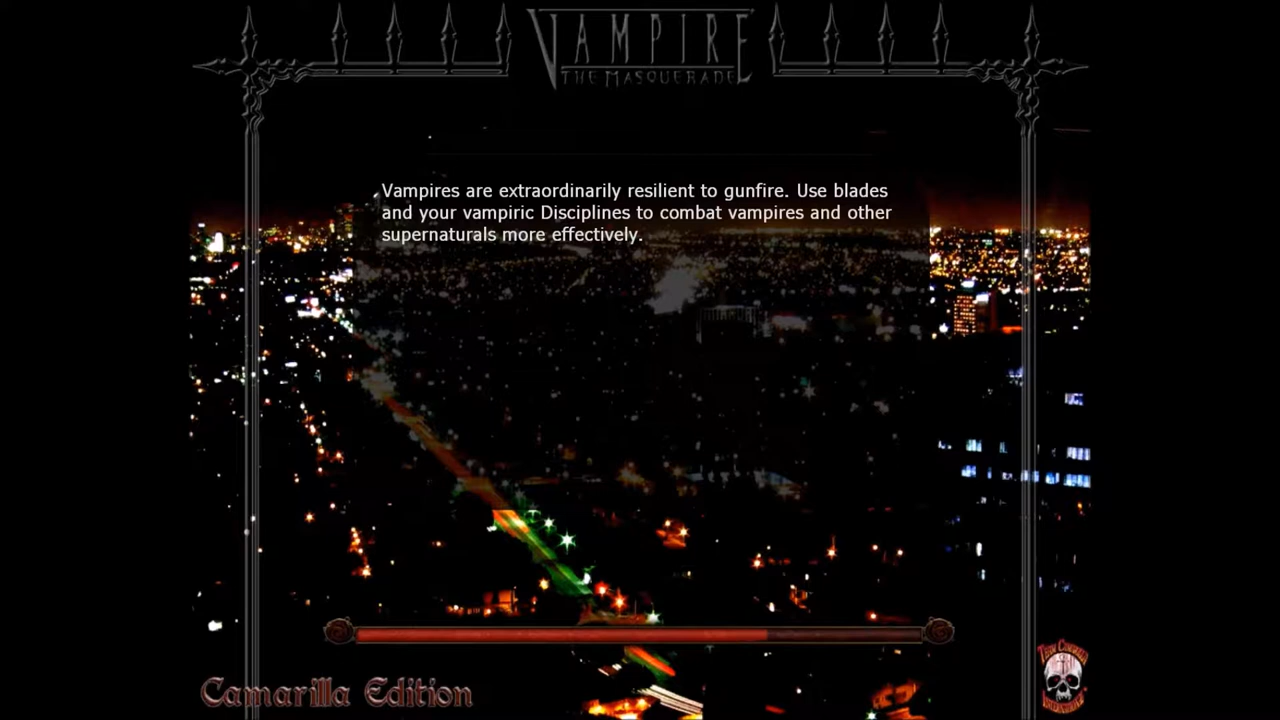 VAMPIRE
THE MASQUERADE
Vampires are extraordinarily resilient to gunfire. Use blades
and your vampiric Disciplines to combat vampires and other
supernaturals more effectively.
Camarilla Edition